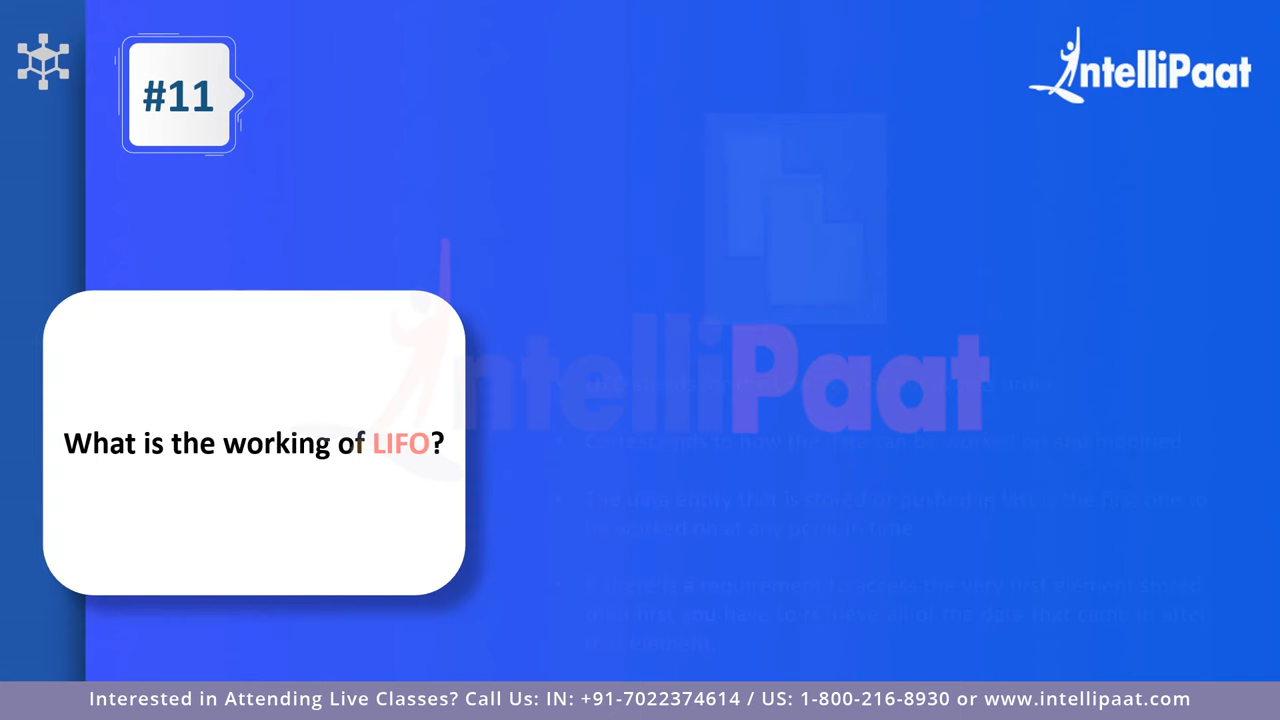 #11
IntelliPaat
IntelliPaat
What is the working of LIFO?
Corresponds to how the data can be worked on and modified
The data entity that is stored or pushed in last is the first one to
be worked on at any point in time
If there is a requirement to access the very first element stored
then first you have to retrieve all of the data that came in after
that element.
Interested in Attending Live Classes? Call Us: IN: +91-7022374614 / US: 1-800-216-8930 or www.intellipaat.com